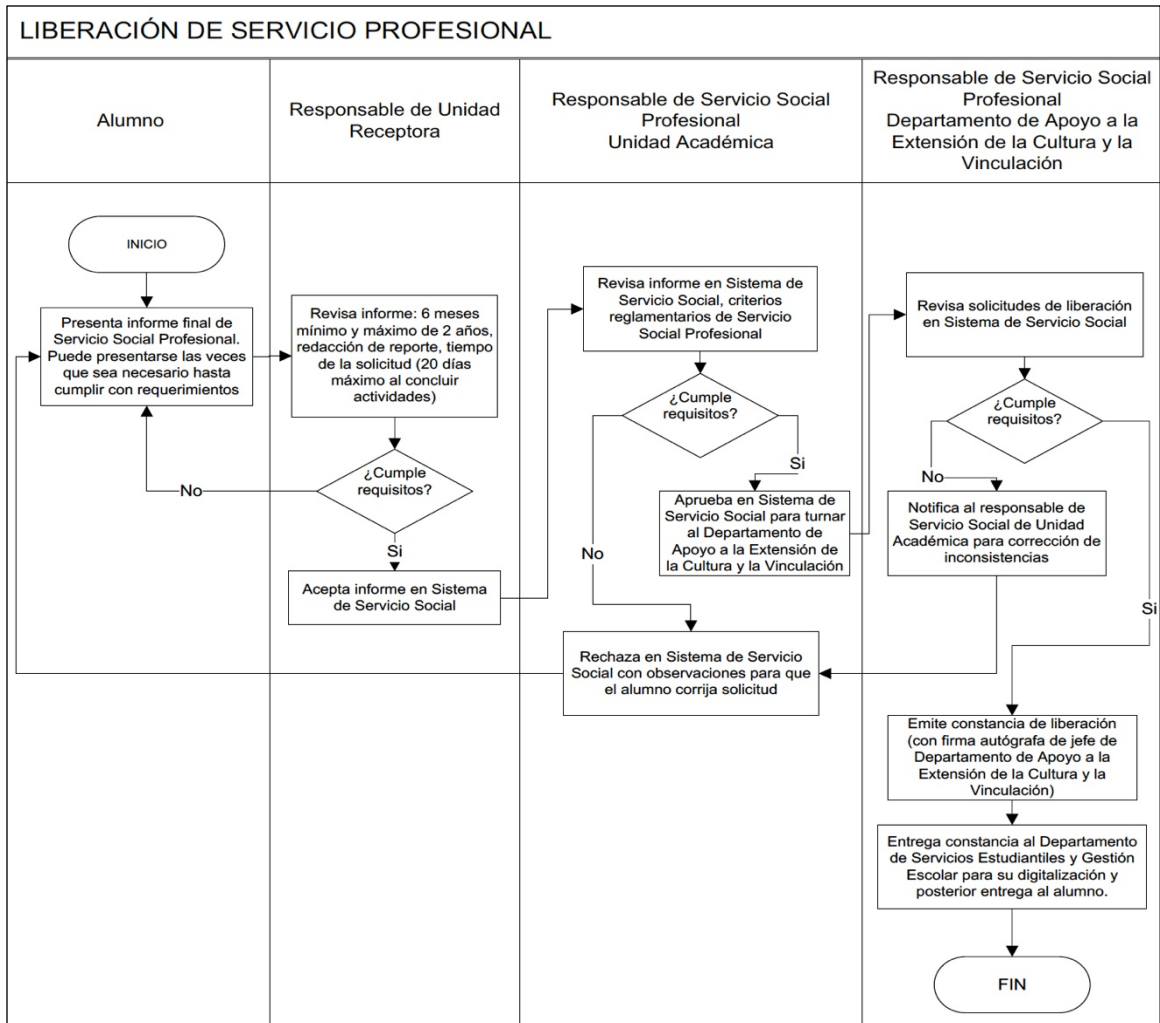 LIBERACIÓN DE SERVICIO PROFESIONAL
Alumno
Responsable de Unidad
Receptora
Responsable de Servicio Social
Profesional
Unidad Académica
Responsable de Servicio Social
Profesional
Departamento de Apoyo a la
Extensión de la Cultura y la
Vinculación
INICIO
Presenta informe final de
Servicio Social Profesional.
Puede presentarse las veces
que sea necesario hasta
cumplir con requerimientos
Revisa informe: 6 meses
mínimo y máximo de 2 años,
redacción de reporte, tiempo
de la solicitud (20 días
máximo al concluir
actividades)
¿Cumple
requisitos?
No
Si
Acepta informe en Sistema
de Servicio Social
Revisa informe en Sistema de
Servicio Social, criterios
reglamentarios de Servicio
Social Profesional
¿Cumple
requisitos?
Si
No
Aprueba en Sistema de
Servicio Social para turnar
al Departamento de
Apoyo a la Extensión de
la Cultura y la Vinculación
Rechaza en Sistema de Servicio
Social con observaciones para que
el alumno corrija solicitud
Revisa solicitudes de liberación
en Sistema de Servicio Social
¿Cumple
requisitos?
No
Si
Notifica al responsable de
Servicio Social de Unidad
Académica para corrección de
inconsistencias
Emite constancia de liberación
(con firma autógrafa de jefe de
Departamento de Apoyo a la
Extensión de la Cultura y la
Vinculación)
Entrega constancia al Departamento
de Servicios Estudiantiles y Gestión
Escolar para su digitalización y
posterior entrega al alumno.
FIN